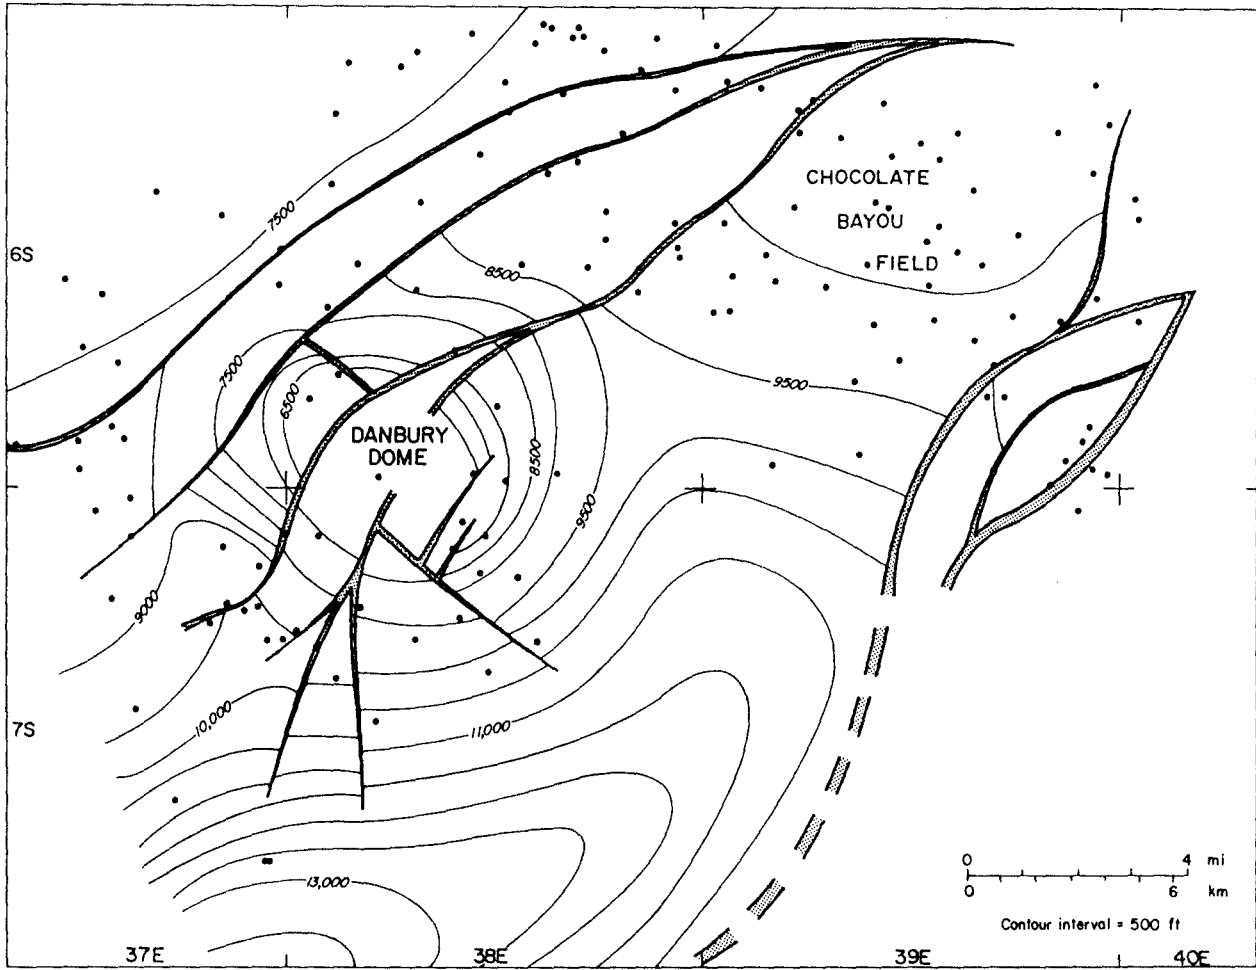 CHOCOLATE
BAYOU
FIELD
7500
6S
8500
7500
6500
9500
DANBURY
DOME
8500
9500
9000
10,000
11,000
7S
13,000
0 4 mi
0 6 km
Contour interval = 500 ft
37E 38E 39E 40E